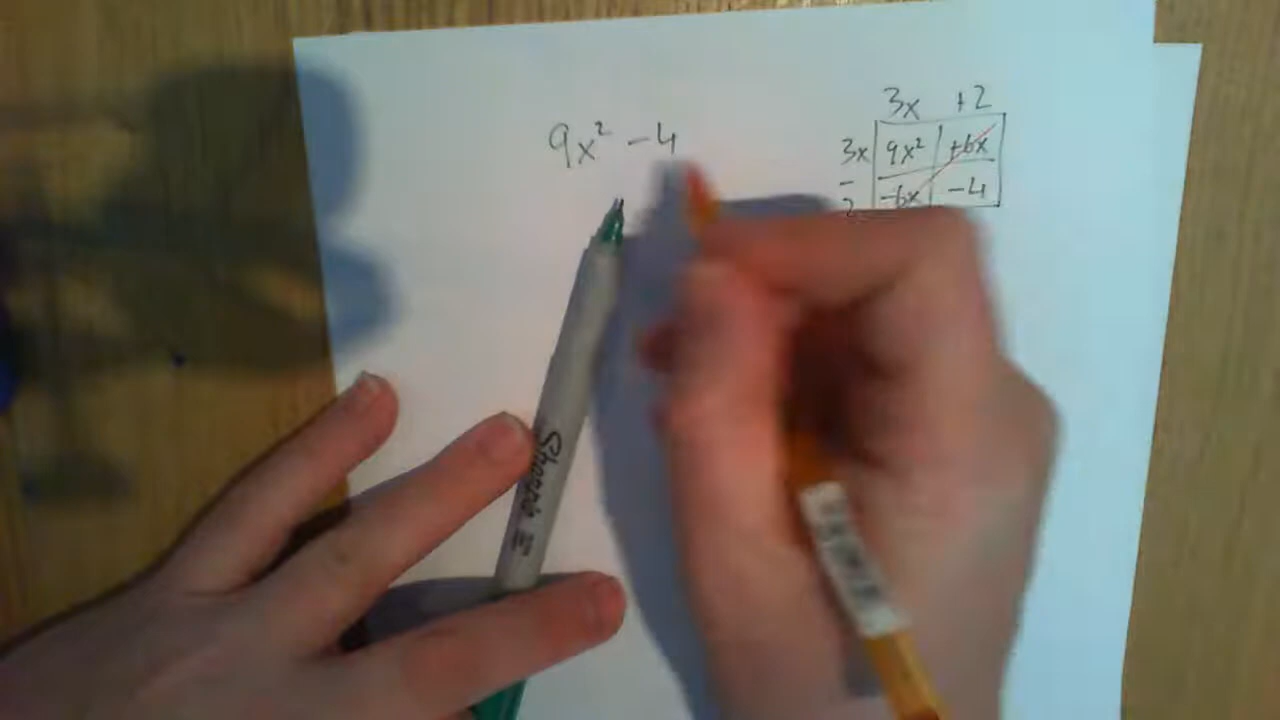 9x² -4
3x +2
3x 9x² +6x
-2 -6x -4
Sharpie